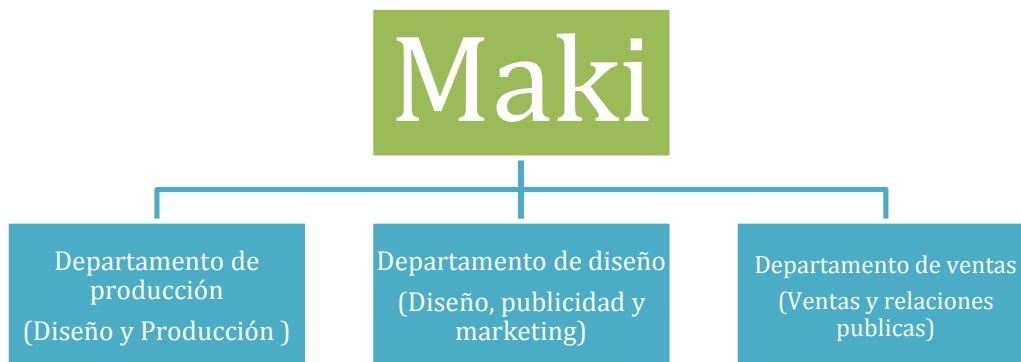 Maki
Departamento de
producción
(Diseño y Producción )
Departamento de diseño
(Diseño, publicidad y
marketing)
Departamento de ventas
(Ventas y relaciones
publicas)